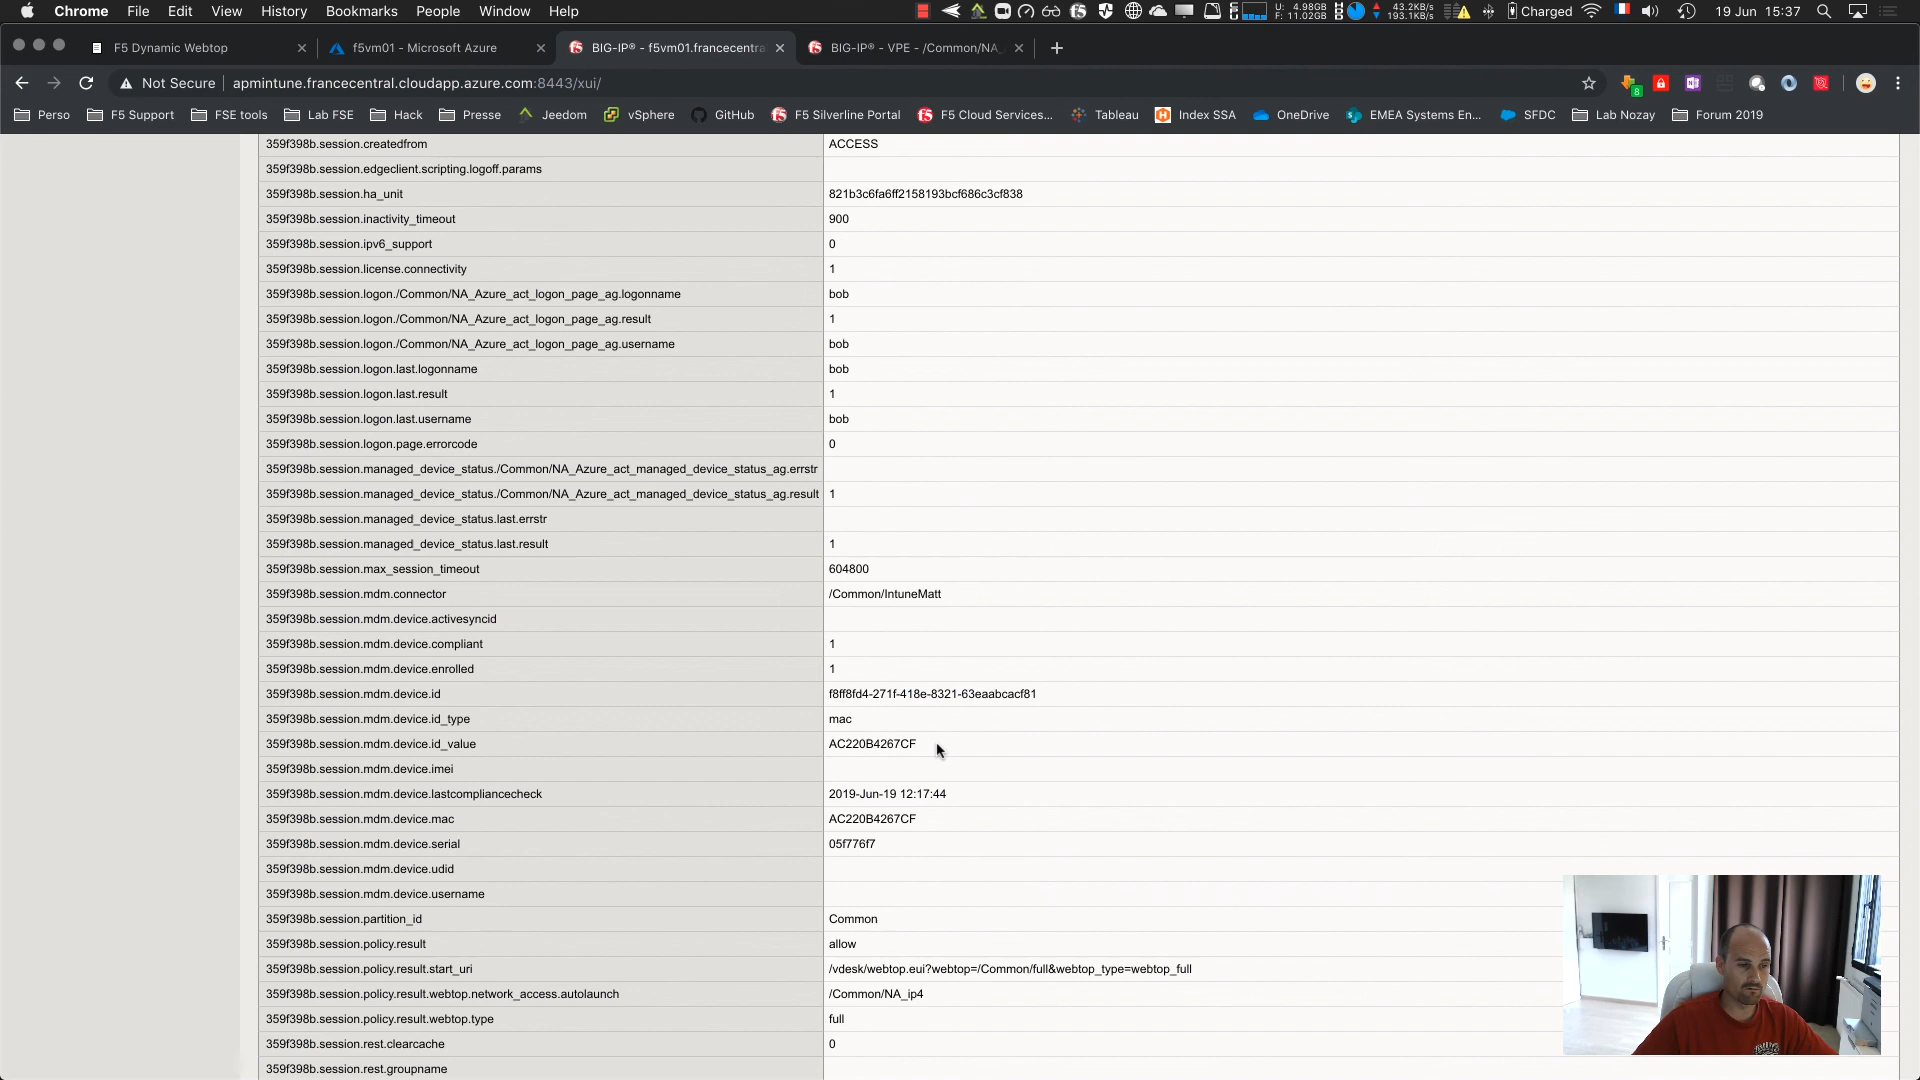 Chrome File Edit View History Bookmarks People Window Help U: 4.98GB F: 11.02GB 43.2KB/s 193.1KB/s Charged 19 Jun 15:37
F5 Dynamic Webtop f5vm01 - Microsoft Azure BIG-IP® - f5vm01.francecentra BIG-IP® - VPE - /Common/NA_
Not Secure apmintune.francecentral.cloudapp.azure.com:8443/xui/ 8
Perso F5 Support FSE tools Lab FSE Hack Presse Jeedom vSphere GitHub F5 Silverline Portal F5 Cloud Services... Tableau Index SSA OneDrive EMEA Systems En... SFDC Lab Nozay Forum 2019
359f398b.session.createdfrom ACCESS
359f398b.session.edgeclient.scripting.logoff.params
359f398b.session.ha_unit 821b3c6fa6ff2158193bcf686c3cf838
359f398b.session.inactivity_timeout 900
359f398b.session.ipv6_support 0
359f398b.session.license.connectivity 1
359f398b.session.logon./Common/NA_Azure_act_logon_page_ag.logonname bob
359f398b.session.logon./Common/NA_Azure_act_logon_page_ag.result 1
359f398b.session.logon./Common/NA_Azure_act_logon_page_ag.username bob
359f398b.session.logon.last.logonname bob
359f398b.session.logon.last.result 1
359f398b.session.logon.last.username bob
359f398b.session.logon.page.errorcode 0
359f398b.session.managed_device_status./Common/NA_Azure_act_managed_device_status_ag.errstr
359f398b.session.managed_device_status./Common/NA_Azure_act_managed_device_status_ag.result 1
359f398b.session.managed_device_status.last.errstr
359f398b.session.managed_device_status.last.result 1
359f398b.session.max_session_timeout 604800
359f398b.session.mdm.connector /Common/IntuneMatt
359f398b.session.mdm.device.activesyncid
359f398b.session.mdm.device.compliant 1
359f398b.session.mdm.device.enrolled 1
359f398b.session.mdm.device.id f8ff8fd4-271f-418e-8321-63eaabcacf81
359f398b.session.mdm.device.id_type mac
359f398b.session.mdm.device.id_value AC220B4267CF
359f398b.session.mdm.device.imei
359f398b.session.mdm.device.lastcompliancecheck 2019-Jun-19 12:17:44
359f398b.session.mdm.device.mac AC220B4267CF
359f398b.session.mdm.device.serial 05f776f7
359f398b.session.mdm.device.udid
359f398b.session.mdm.device.username
359f398b.session.partition_id Common
359f398b.session.policy.result allow
359f398b.session.policy.result.start_uri /vdesk/webtop.eui?webtop=/Common/full&webtop_type=webtop_full
359f398b.session.policy.result.webtop.network_access.autolaunch /Common/NA_ip4
359f398b.session.policy.result.webtop.type full
359f398b.session.rest.clearcache 0
359f398b.session.rest.groupname